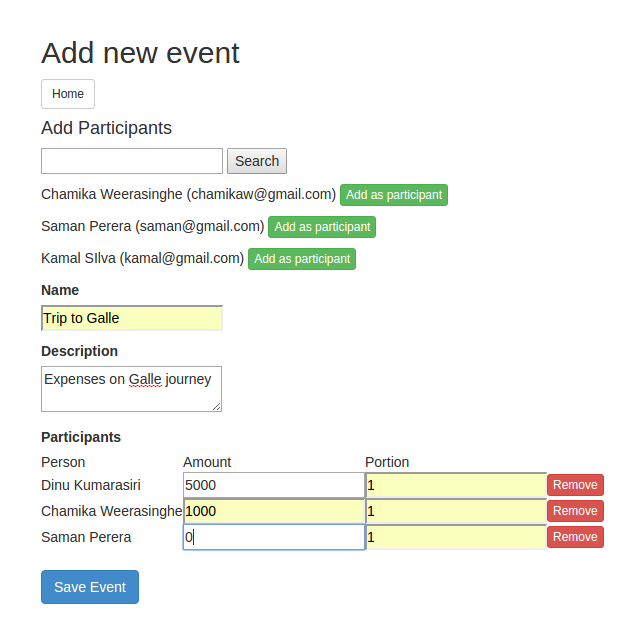 Add new event
Home
Add Participants
Search
Chamika Weerasinghe (chamikaw@gmail.com) Add as participant
Saman Perera (saman@gmail.com) Add as participant
Kamal SIlva (kamal@gmail.com) Add as participant
Name
Trip to Galle
Description
Expenses on Galle journey
Participants
Person Amount Portion
Dinu Kumarasiri 5000 1 Remove
Chamika Weerasinghe 1000 1 Remove
Saman Perera 0 1 Remove
Save Event